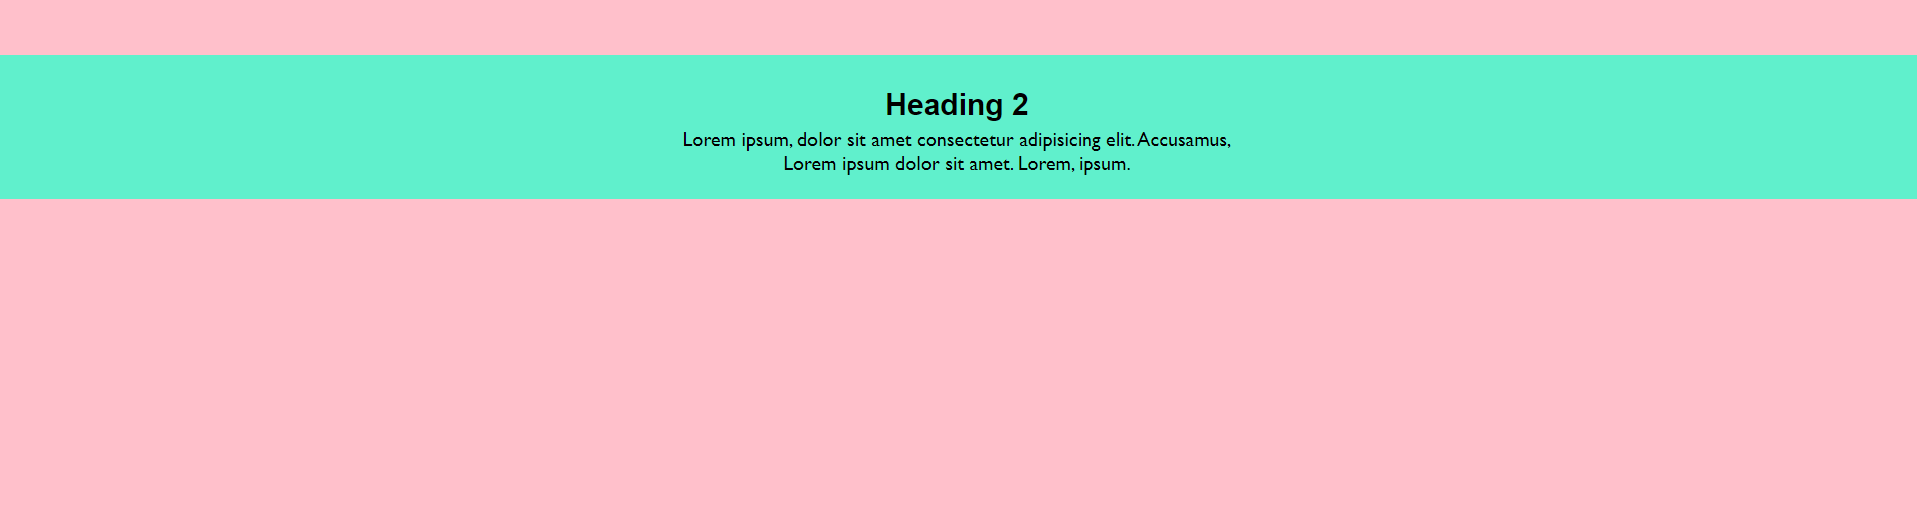 Heading 2
Lorem ipsum, dolor sit amet consectetur adipisicing elit. Accusamus,
Lorem ipsum dolor sit amet. Lorem, ipsum.